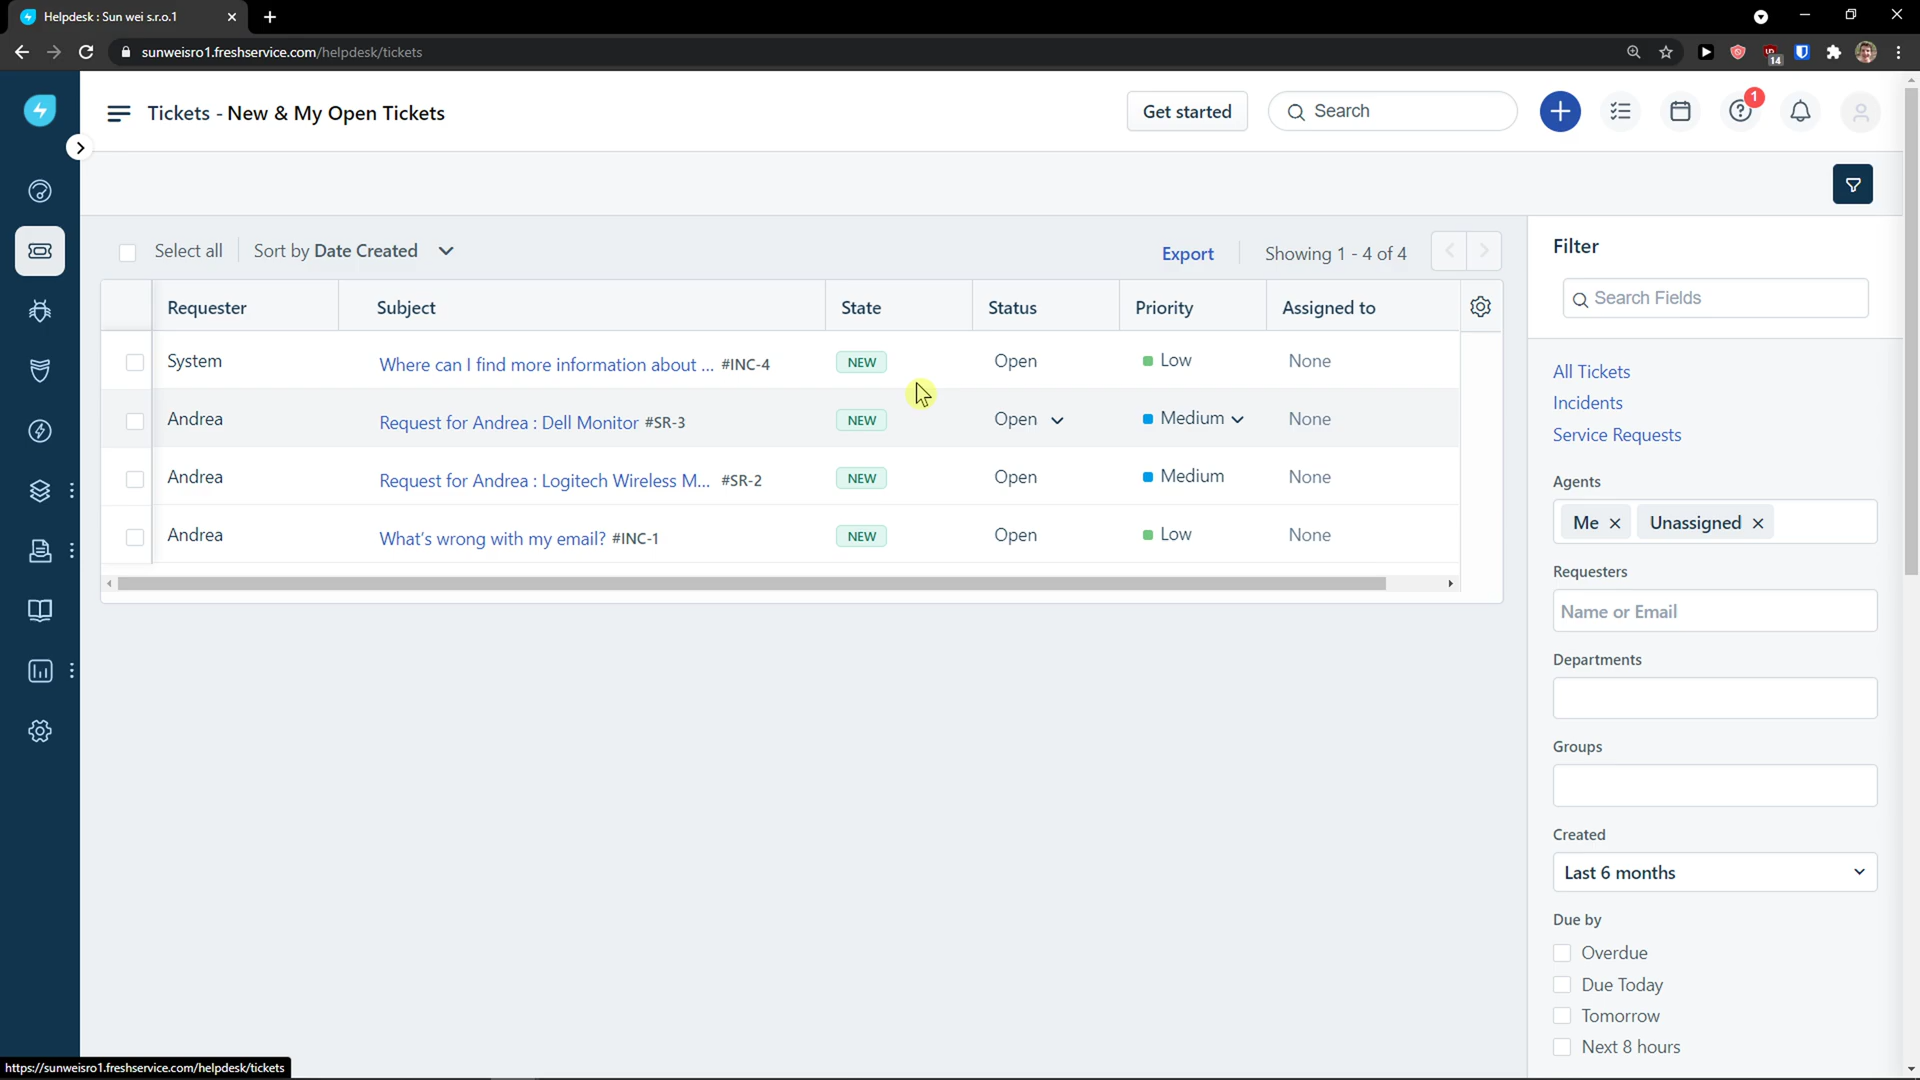 Helpdesk : Sun wei s.r.o.1
sunweisro1.freshservice.com/helpdesk/tickets
14
Tickets - New & My Open Tickets
Get started
Search
1
Select all
Sort by Date Created
Export
Showing 1 - 4 of 4
Requester Subject State Status Priority Assigned to
System Where can I find more information about ... #INC-4 NEW Open Low None
Andrea Request for Andrea : Dell Monitor #SR-3 NEW Open Medium None
Andrea Request for Andrea : Logitech Wireless M... #SR-2 NEW Open Medium None
Andrea What's wrong with my email? #INC-1 NEW Open Low None
Filter
Search Fields
All Tickets
Incidents
Service Requests
Agents
Me Unassigned
Requesters
Name or Email
Departments
Groups
Created
Last 6 months
Due by
Overdue
Due Today
Tomorrow
Next 8 hours
https://sunweisro1.freshservice.com/helpdesk/tickets